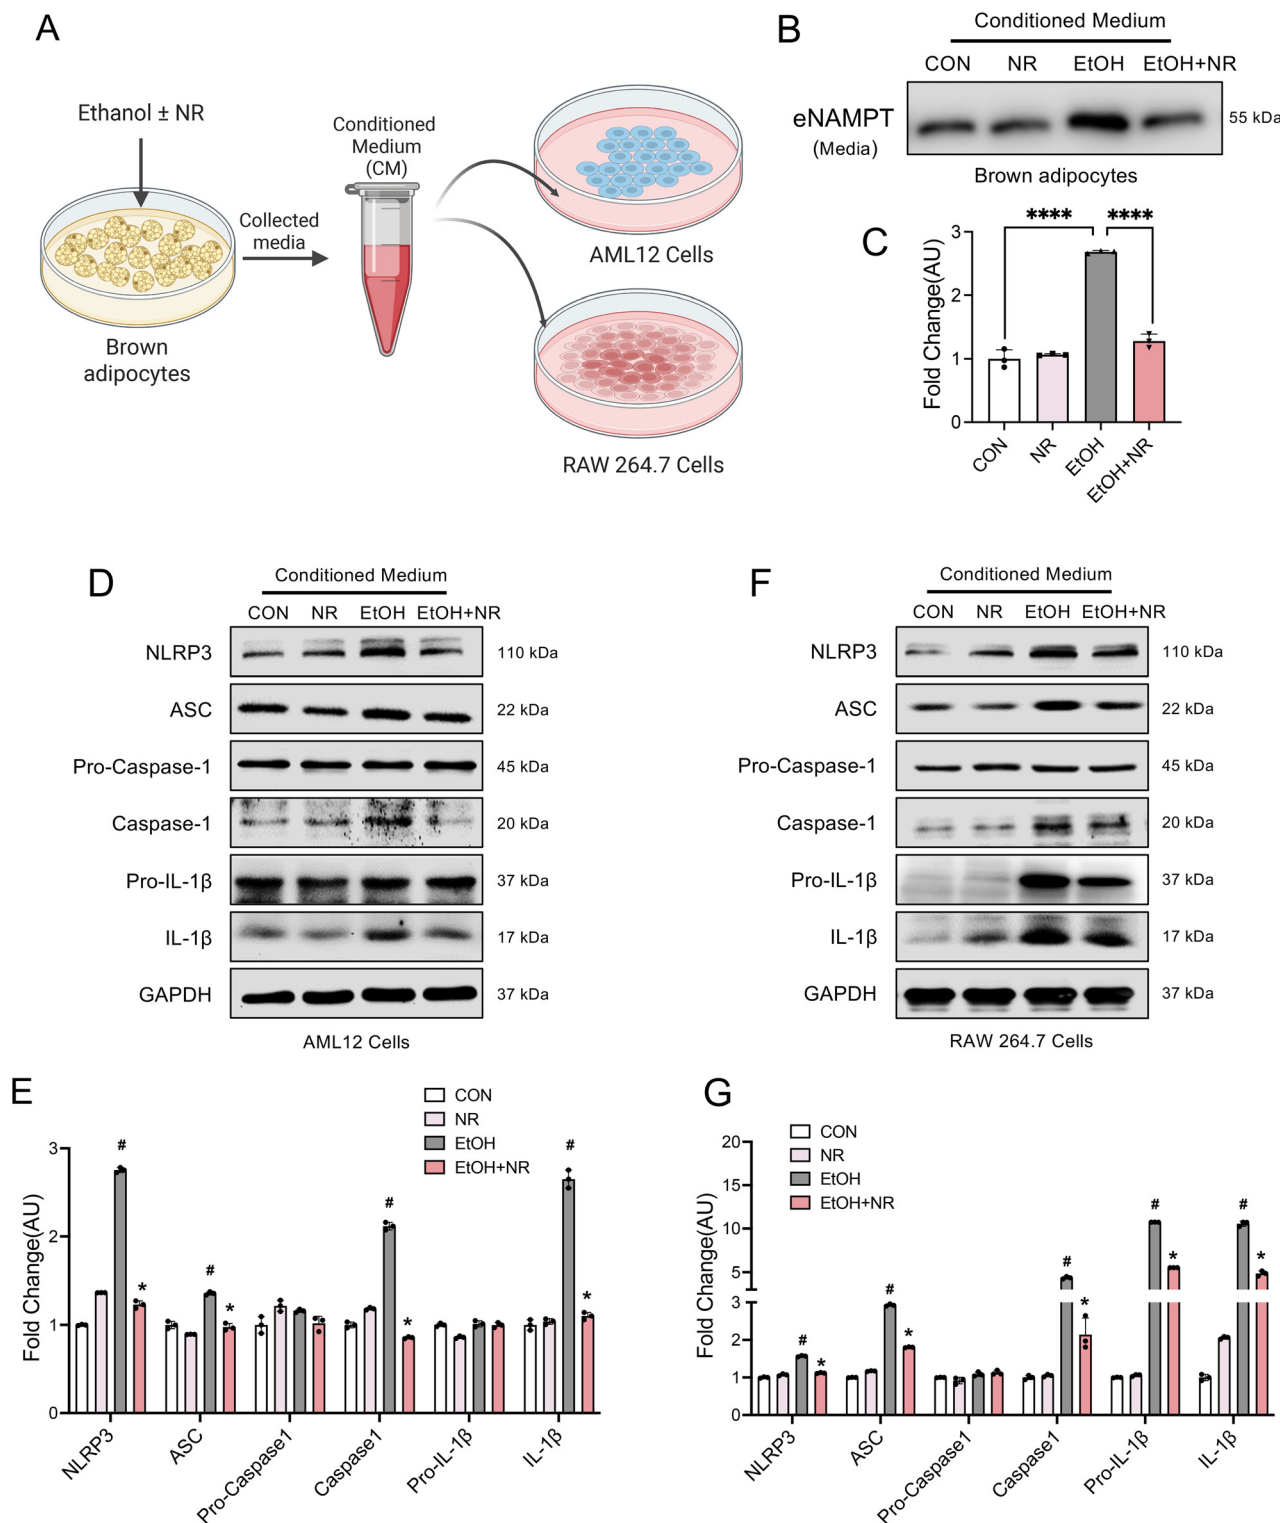 A
Ethanol ± NR
Brown
adipocytes
Collected
media
Conditioned
Medium
(CM)
AML12 Cells
RAW 264.7 Cells
B
Conditioned Medium
CON NR EtOH EtOH+NR
eNAMPT
(Media)
55 kDa
Brown adipocytes
C
**** ****
Fold Change(AU)
3
2
1
0
CON NR EtOH EtOH+NR
D
Conditioned Medium
CON NR EtOH EtOH+NR
NLRP3 110 kDa
ASC 22 kDa
Pro-Caspase-1 45 kDa
Caspase-1 20 kDa
Pro-IL-1β 37 kDa
IL-1β 17 kDa
GAPDH 37 kDa
AML12 Cells
F
Conditioned Medium
CON NR EtOH EtOH+NR
NLRP3 110 kDa
ASC 22 kDa
Pro-Caspase-1 45 kDa
Caspase-1 20 kDa
Pro-IL-1β 37 kDa
IL-1β 17 kDa
GAPDH 37 kDa
RAW 264.7 Cells
E
CON
NR
EtOH
EtOH+NR
Fold Change(AU)
3
2
1
0
# * # * # * # *
NLRP3 ASC Pro-Caspase1 Caspase1 Pro-IL-1β IL-1β
G
CON
NR
EtOH
EtOH+NR
Fold Change(AU)
20
15
10
5
3
2
1
0
# * # * # * # * # *
NLRP3 ASC Pro-Caspase1 Caspase1 Pro-IL-1β IL-1β